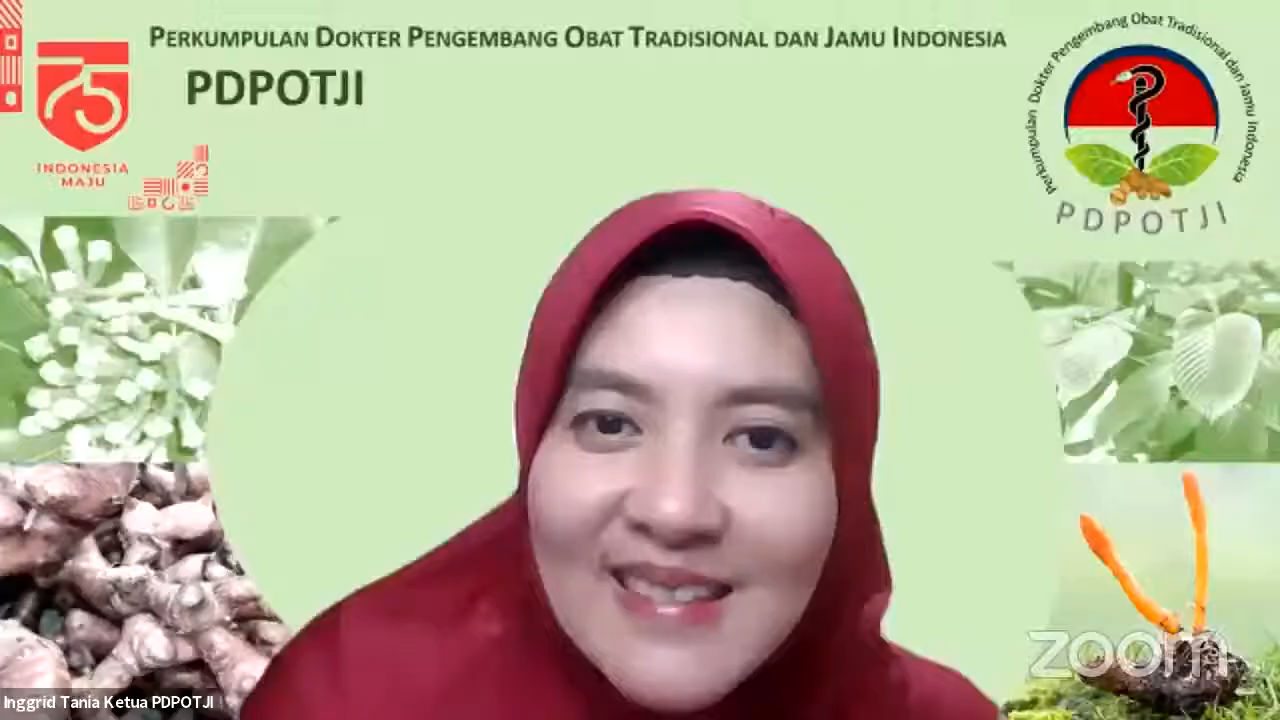 PERKUMPULAN DOKTER PENGEMBANG OBAT TRADISIONAL DAN JAMU INDONESIA
PDPOTJI
75
INDONESIA
MAJU
Perkumpulan Dokter Pengembang Obat Tradisional dan Jamu Indonesia
PDPOTJI
zoom
Inggrid Tania Ketua PDPOTJI